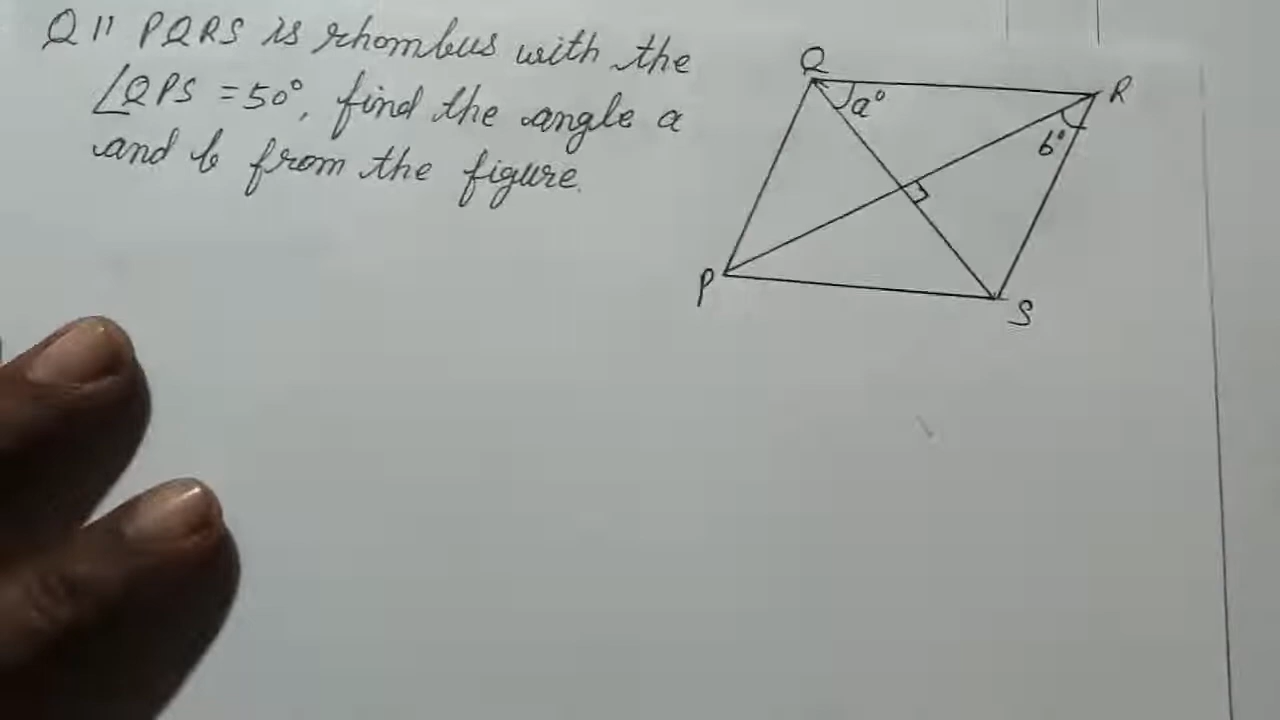 Q11 PQRS is rhombus with the
∠QPS = 50°, find the angle a
and b from the figure.
Q
R
a°
b°
P
S